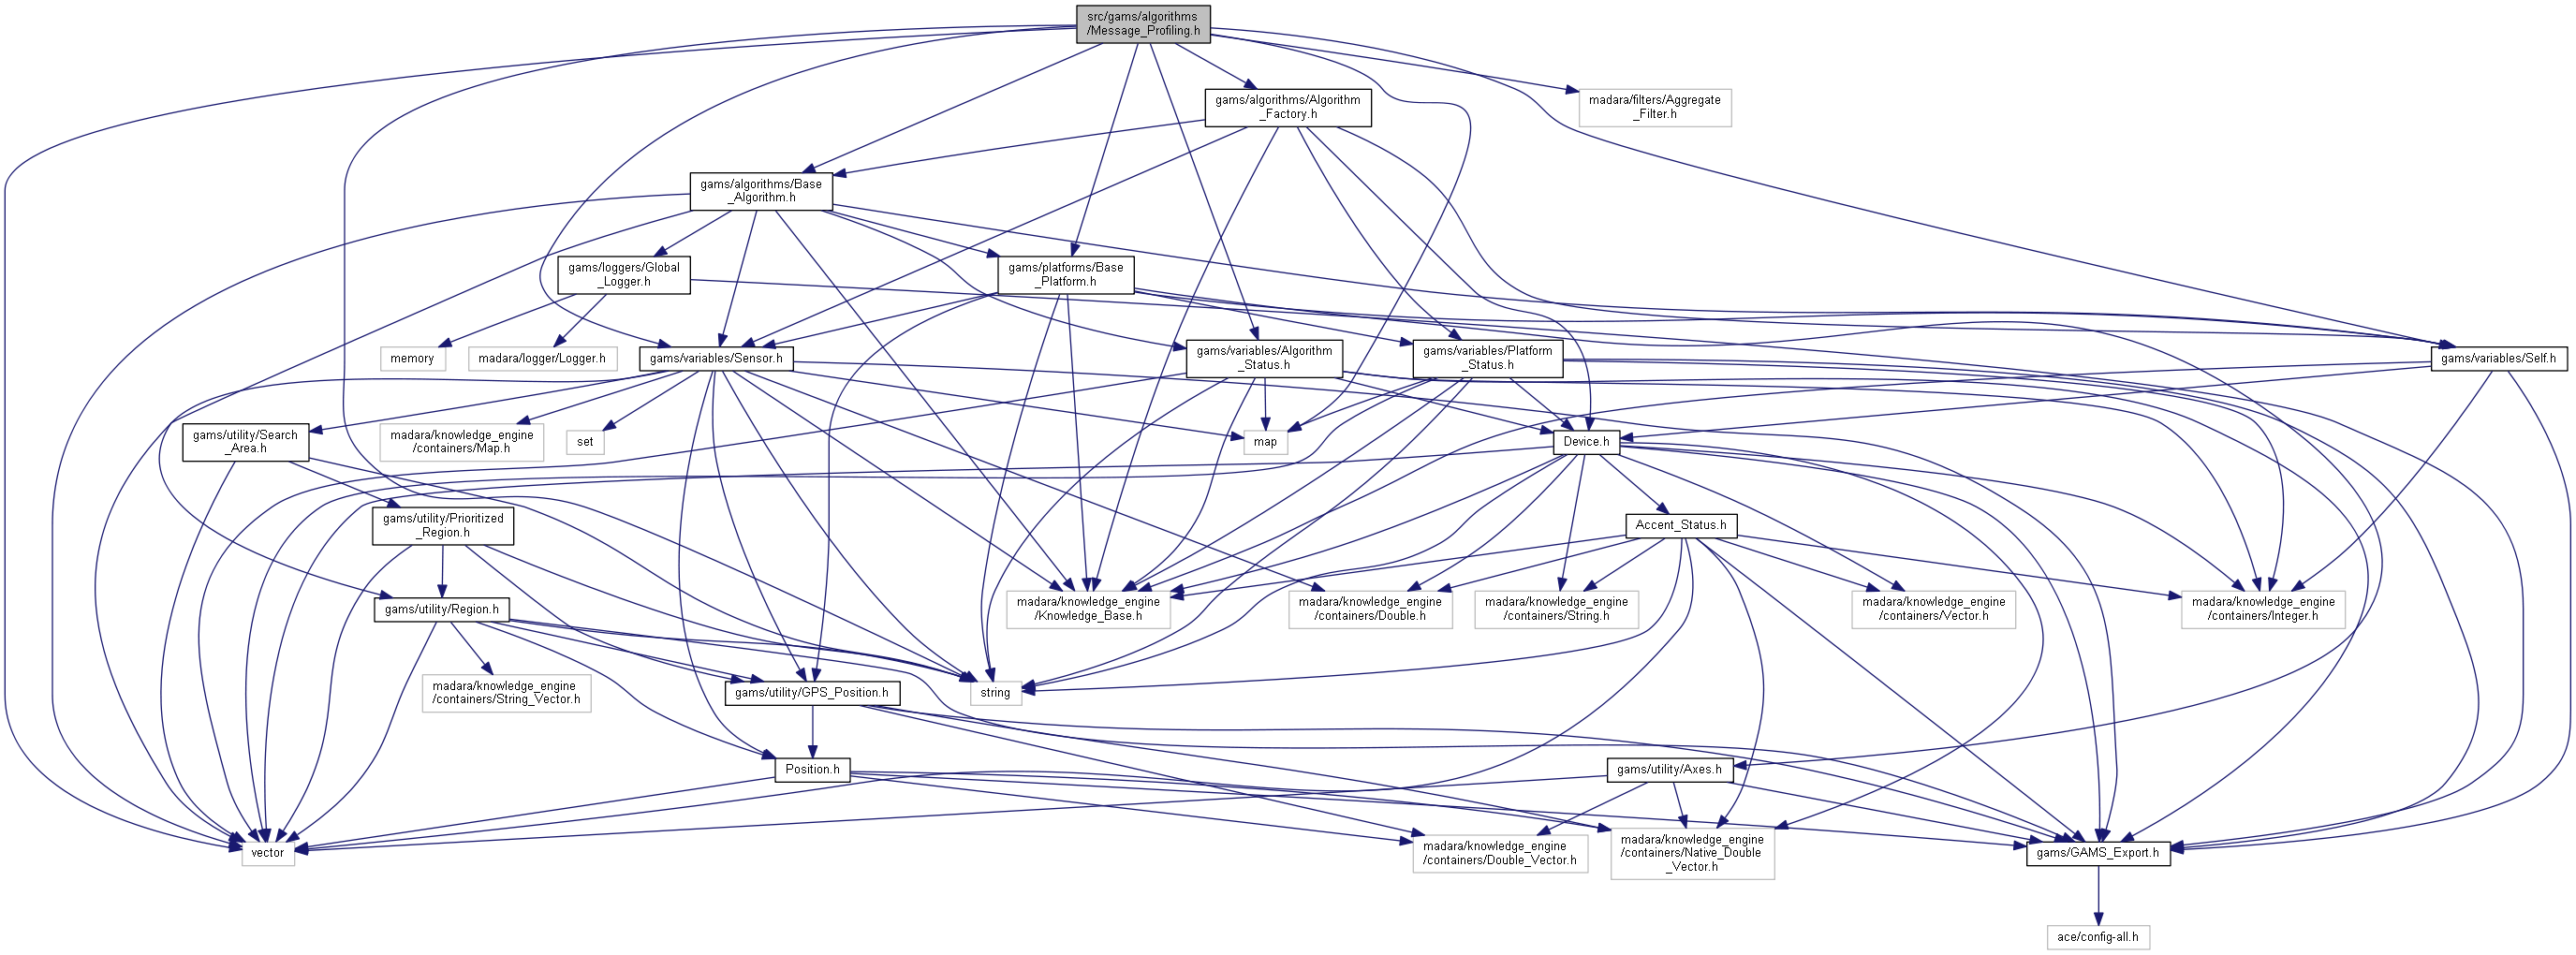 src/gams/algorithms
/Message_Profiling.h
gams/algorithms/Algorithm
_Factory.h
madara/filters/Aggregate
_Filter.h
gams/algorithms/Base
_Algorithm.h
gams/loggers/Global
_Logger.h
gams/platforms/Base
_Platform.h
memory
madara/logger/Logger.h
gams/variables/Sensor.h
gams/variables/Algorithm
_Status.h
gams/variables/Platform
_Status.h
gams/variables/Self.h
gams/utility/Search
_Area.h
madara/knowledge_engine
/containers/Map.h
set
map
Device.h
gams/utility/Prioritized
_Region.h
Accent_Status.h
gams/utility/Region.h
madara/knowledge_engine
/Knowledge_Base.h
madara/knowledge_engine
/containers/Double.h
madara/knowledge_engine
/containers/String.h
madara/knowledge_engine
/containers/Vector.h
madara/knowledge_engine
/containers/Integer.h
madara/knowledge_engine
/containers/String_Vector.h
gams/utility/GPS_Position.h
string
Position.h
gams/utility/Axes.h
vector
madara/knowledge_engine
/containers/Double_Vector.h
madara/knowledge_engine
/containers/Native_Double
_Vector.h
gams/GAMS_Export.h
ace/config-all.h